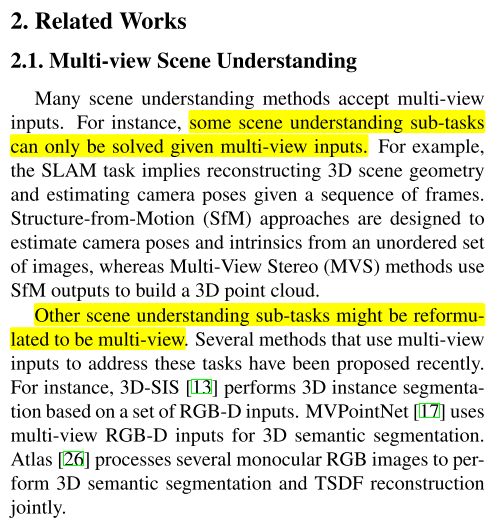 2. Related Works
2.1. Multi-view Scene Understanding
Many scene understanding methods accept multi-view
inputs. For instance, some scene understanding sub-tasks
can only be solved given multi-view inputs. For example,
the SLAM task implies reconstructing 3D scene geometry
and estimating camera poses given a sequence of frames.
Structure-from-Motion (SfM) approaches are designed to
estimate camera poses and intrinsics from an unordered set
of images, whereas Multi-View Stereo (MVS) methods use
SfM outputs to build a 3D point cloud.
Other scene understanding sub-tasks might be reformu-
lated to be multi-view. Several methods that use multi-view
inputs to address these tasks have been proposed recently.
For instance, 3D-SIS [13] performs 3D instance segmenta-
tion based on a set of RGB-D inputs. MVPointNet [17] uses
multi-view RGB-D inputs for 3D semantic segmentation.
Atlas [26] processes several monocular RGB images to per-
form 3D semantic segmentation and TSDF reconstruction
jointly.